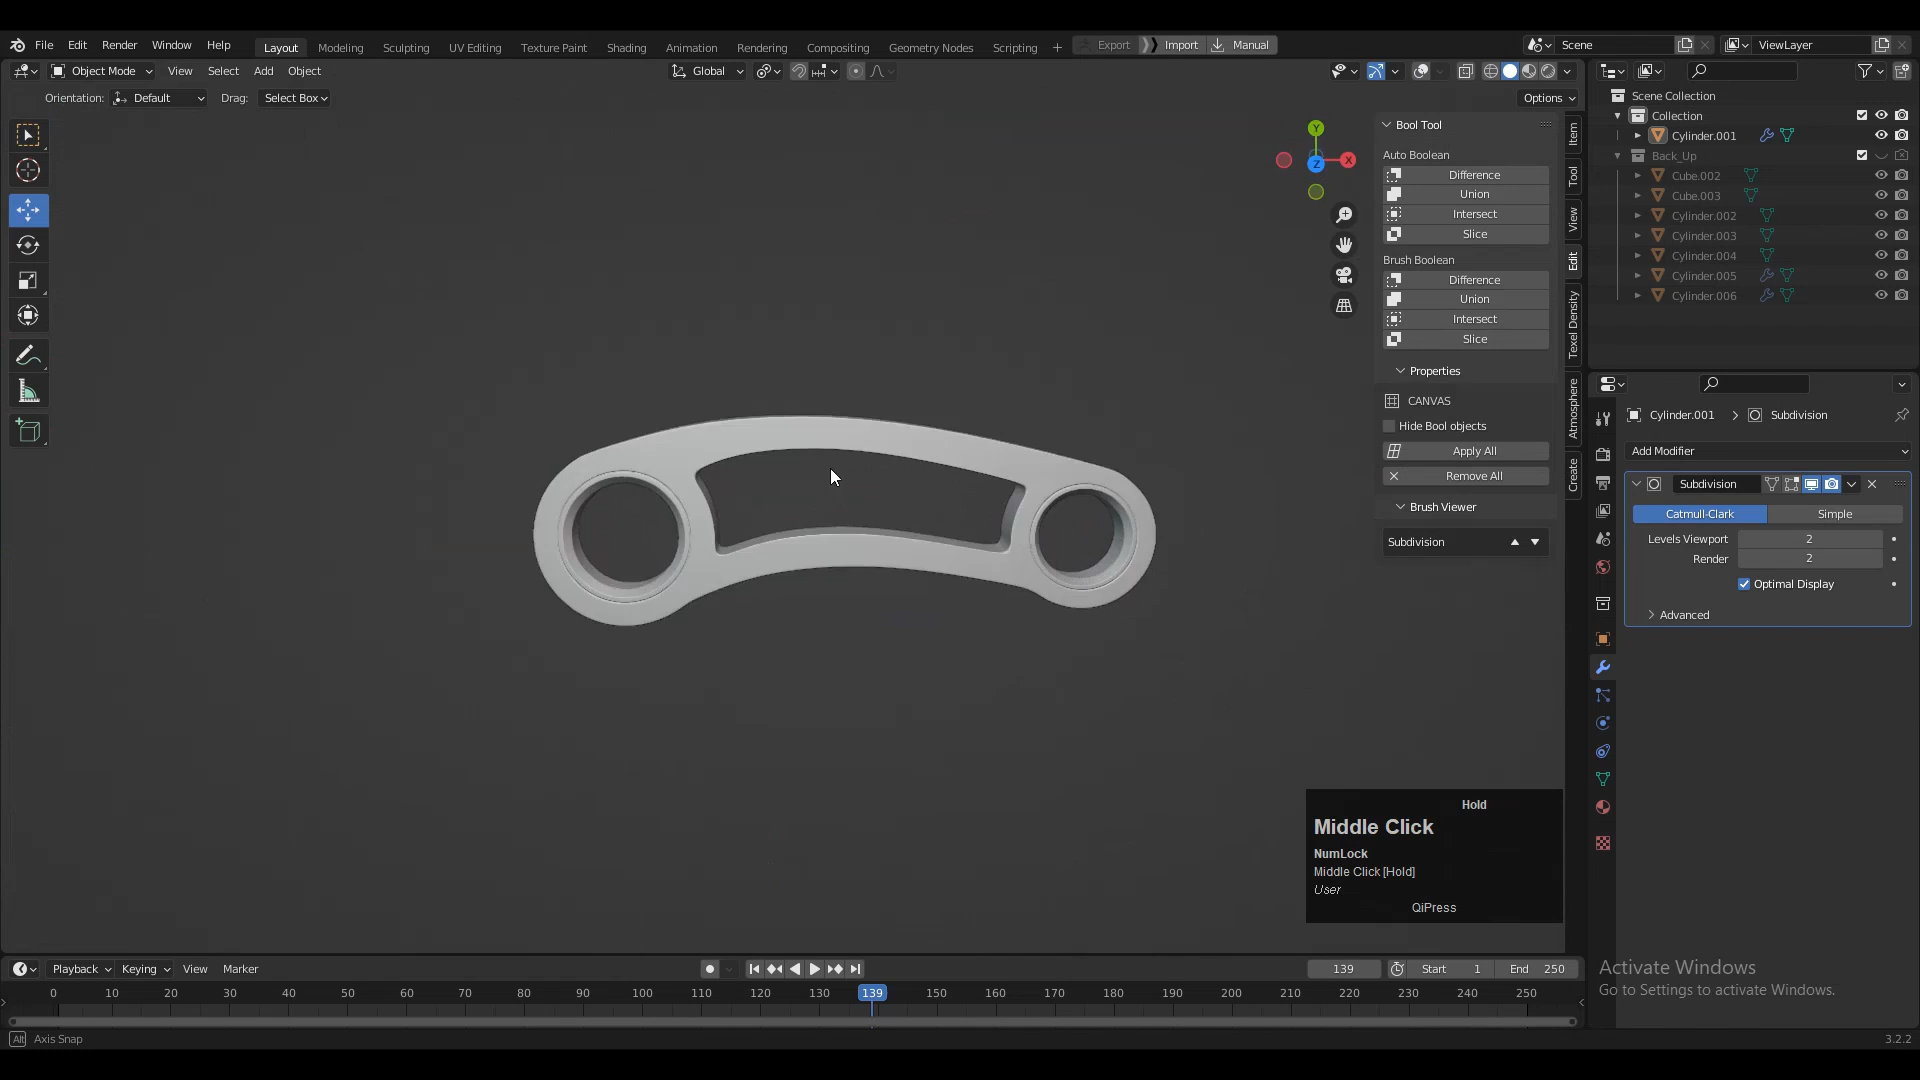 File Edit Render Window Help Layout Modeling Sculpting UV Editing Texture Paint Shading Animation Rendering Compositing Geometry Nodes Scripting + Export Import Manual Scene ViewLayer
Object Mode View Select Add Object Global
Orientation: Default Drag: Select Box Options
Scene Collection
Collection
Cylinder.001
Back_Up
Cube.002
Cube.003
Cylinder.002
Cylinder.003
Cylinder.004
Cylinder.005
Cylinder.006
Y
X
Z
Bool Tool
Auto Boolean
Difference
Union
Intersect
Slice
Brush Boolean
Difference
Union
Intersect
Slice
Properties
CANVAS
Hide Bool objects
Apply All
Remove All
Brush Viewer
Subdivision
Item
Tool
View
Edit
Texel Density
Atmosphere
Create
Cylinder.001 Subdivision
Add Modifier
Subdivision
Catmull-Clark Simple
Levels Viewport 2
Render 2
Optimal Display
Advanced
Hold
Middle Click
NumLock
Middle Click [Hold]
User
QiPress
Playback Keying View Marker 139 Start 1 End 250
0 10 20 30 40 50 60 70 80 90 100 110 120 130 139 150 160 170 180 190 200 210 220 230 240 250
Activate Windows
Go to Settings to activate Windows.
Alt Axis Snap 3.2.2